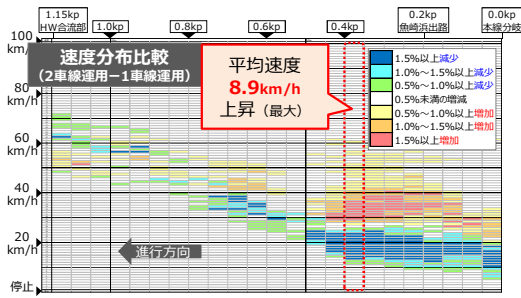 1.15kp
HW合流部
1.0kp
0.8kp
0.6kp
0.4kp
0.2kp
魚崎浜出路
0.0kp
本線分岐
100
km/h
80
km/h
60
km/h
40
km/h
20
km/h
停止
速度分布比較
(2車線運用ー1車線運用)
平均速度
8.9km/h
上昇（最大）
1.5%以上減少
1.0%～1.5%以上減少
0.5%～1.0%以上減少
0.5%未満の増減
0.5%～1.0%以上増加
1.0%～1.5%以上増加
1.5%以上増加
進行方向